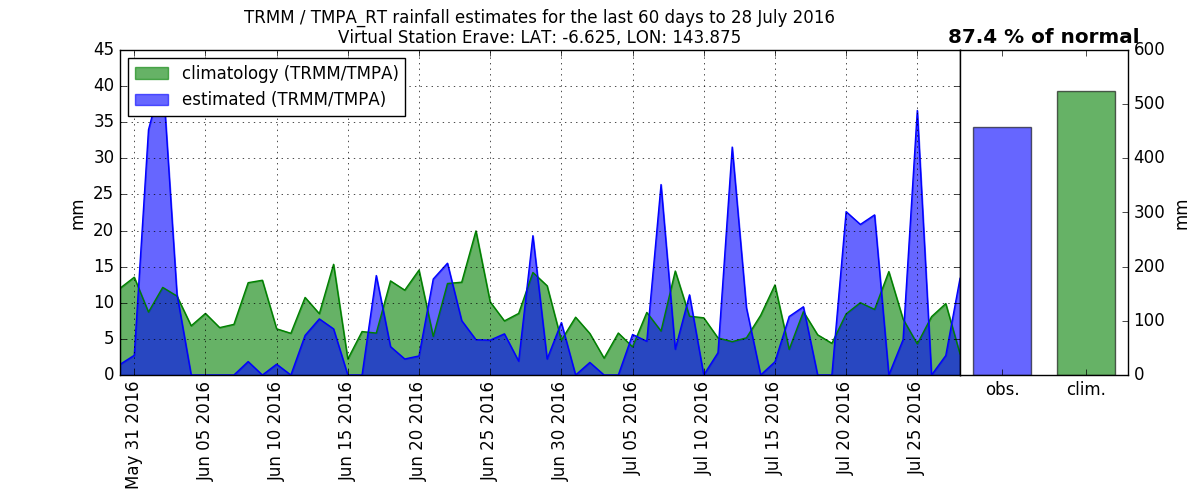 TRMM / TMPA_RT rainfall estimates for the last 60 days to 28 July 2016
Virtual Station Erave: LAT: -6.625, LON: 143.875
87.4 % of normal
climatology (TRMM/TMPA)
estimated (TRMM/TMPA)
45
40
35
30
25
20
15
10
5
0
mm
May 31 2016
Jun 05 2016
Jun 10 2016
Jun 15 2016
Jun 20 2016
Jun 25 2016
Jun 30 2016
Jul 05 2016
Jul 10 2016
Jul 15 2016
Jul 20 2016
Jul 25 2016
obs.
clim.
600
500
400
300
200
100
0
mm